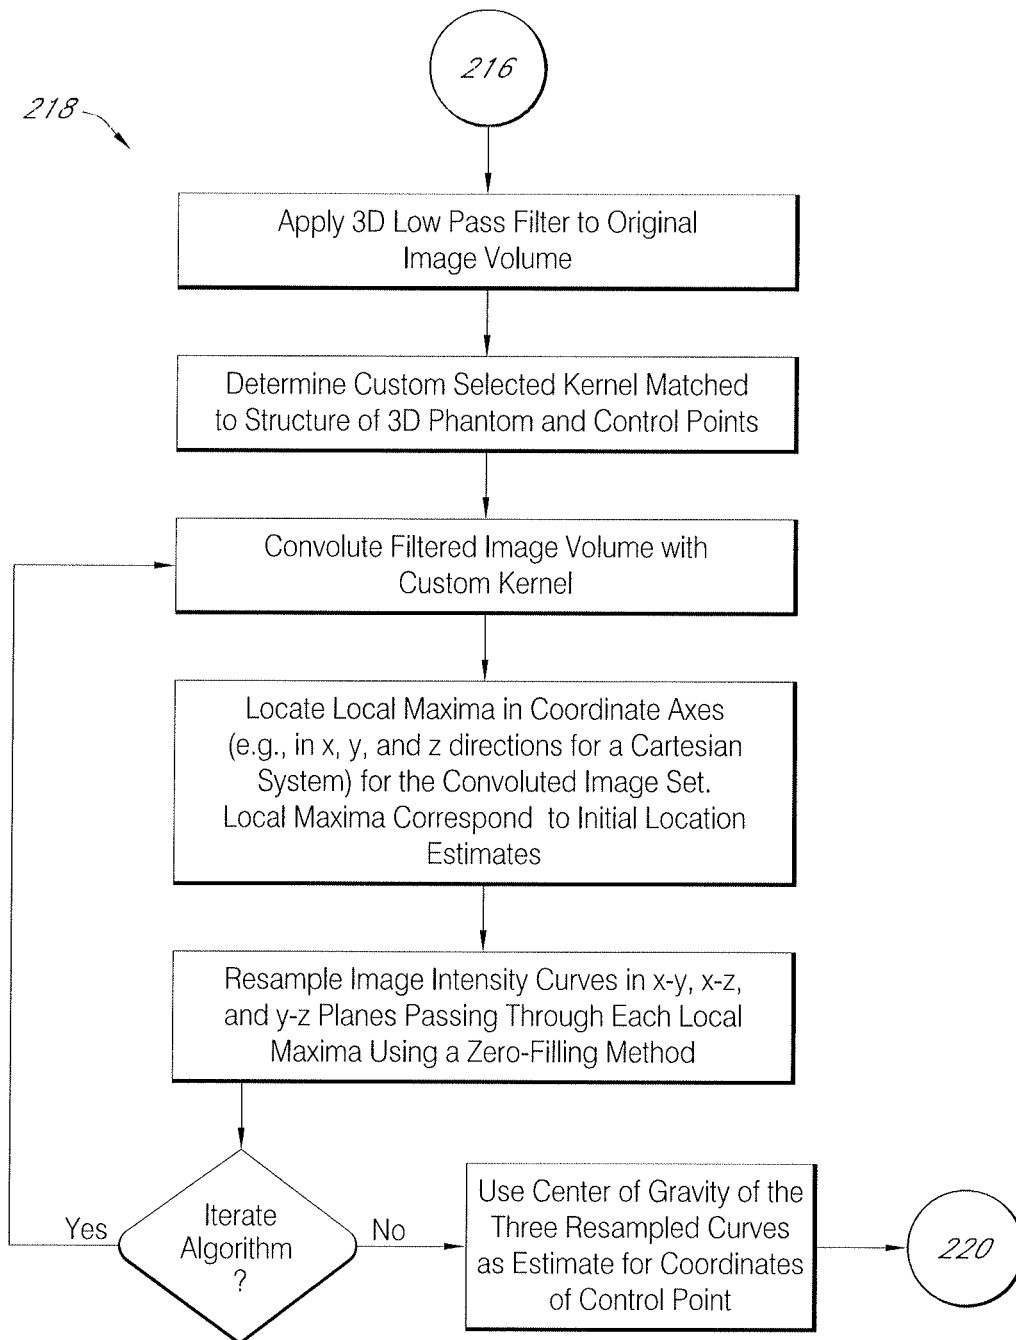 216
218
Apply 3D Low Pass Filter to Original
Image Volume
Determine Custom Selected Kernel Matched
to Structure of 3D Phantom and Control Points
Convolute Filtered Image Volume with
Custom Kernel
Locate Local Maxima in Coordinate Axes
(e.g., in x, y, and z directions for a Cartesian
System) for the Convoluted Image Set.
Local Maxima Correspond to Initial Location
Estimates
Resample Image Intensity Curves in x-y, x-z,
and y-z Planes Passing Through Each Local
Maxima Using a Zero-Filling Method
Yes
Iterate
Algorithm
?
No
Use Center of Gravity of the
Three Resampled Curves
as Estimate for Coordinates
of Control Point
220